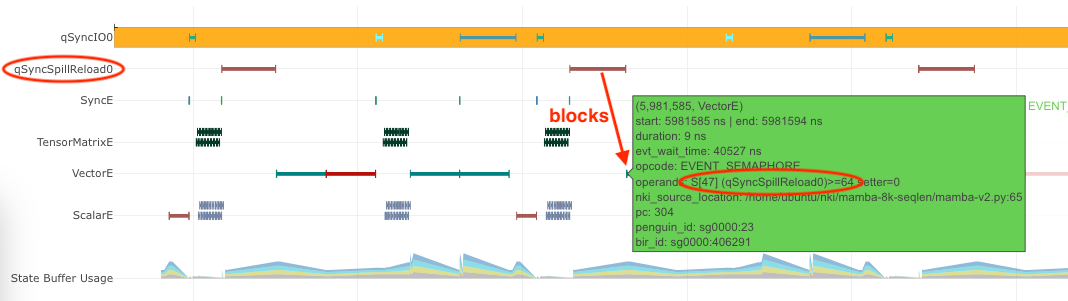 qSyncIO0
qSyncSpillReload0
SyncE
TensorMatrixE
VectorE
ScalarE
State Buffer Usage
blocks
(5,981,585, VectorE)
start: 5981585 ns | end: 5981594 ns
duration: 9 ns
evt_wait_time: 40527 ns
opcode: EVENT_SEMAPHORE
operands: S[47] (qSyncSpillReload0)>=64 setter=0
nki_source_location: /home/ubuntu/nki/mamba-8k-seqlen/mamba-v2.py:65
pc: 304
penguin_id: sg0000:23
bir_id: sg0000:406291
EVENT_